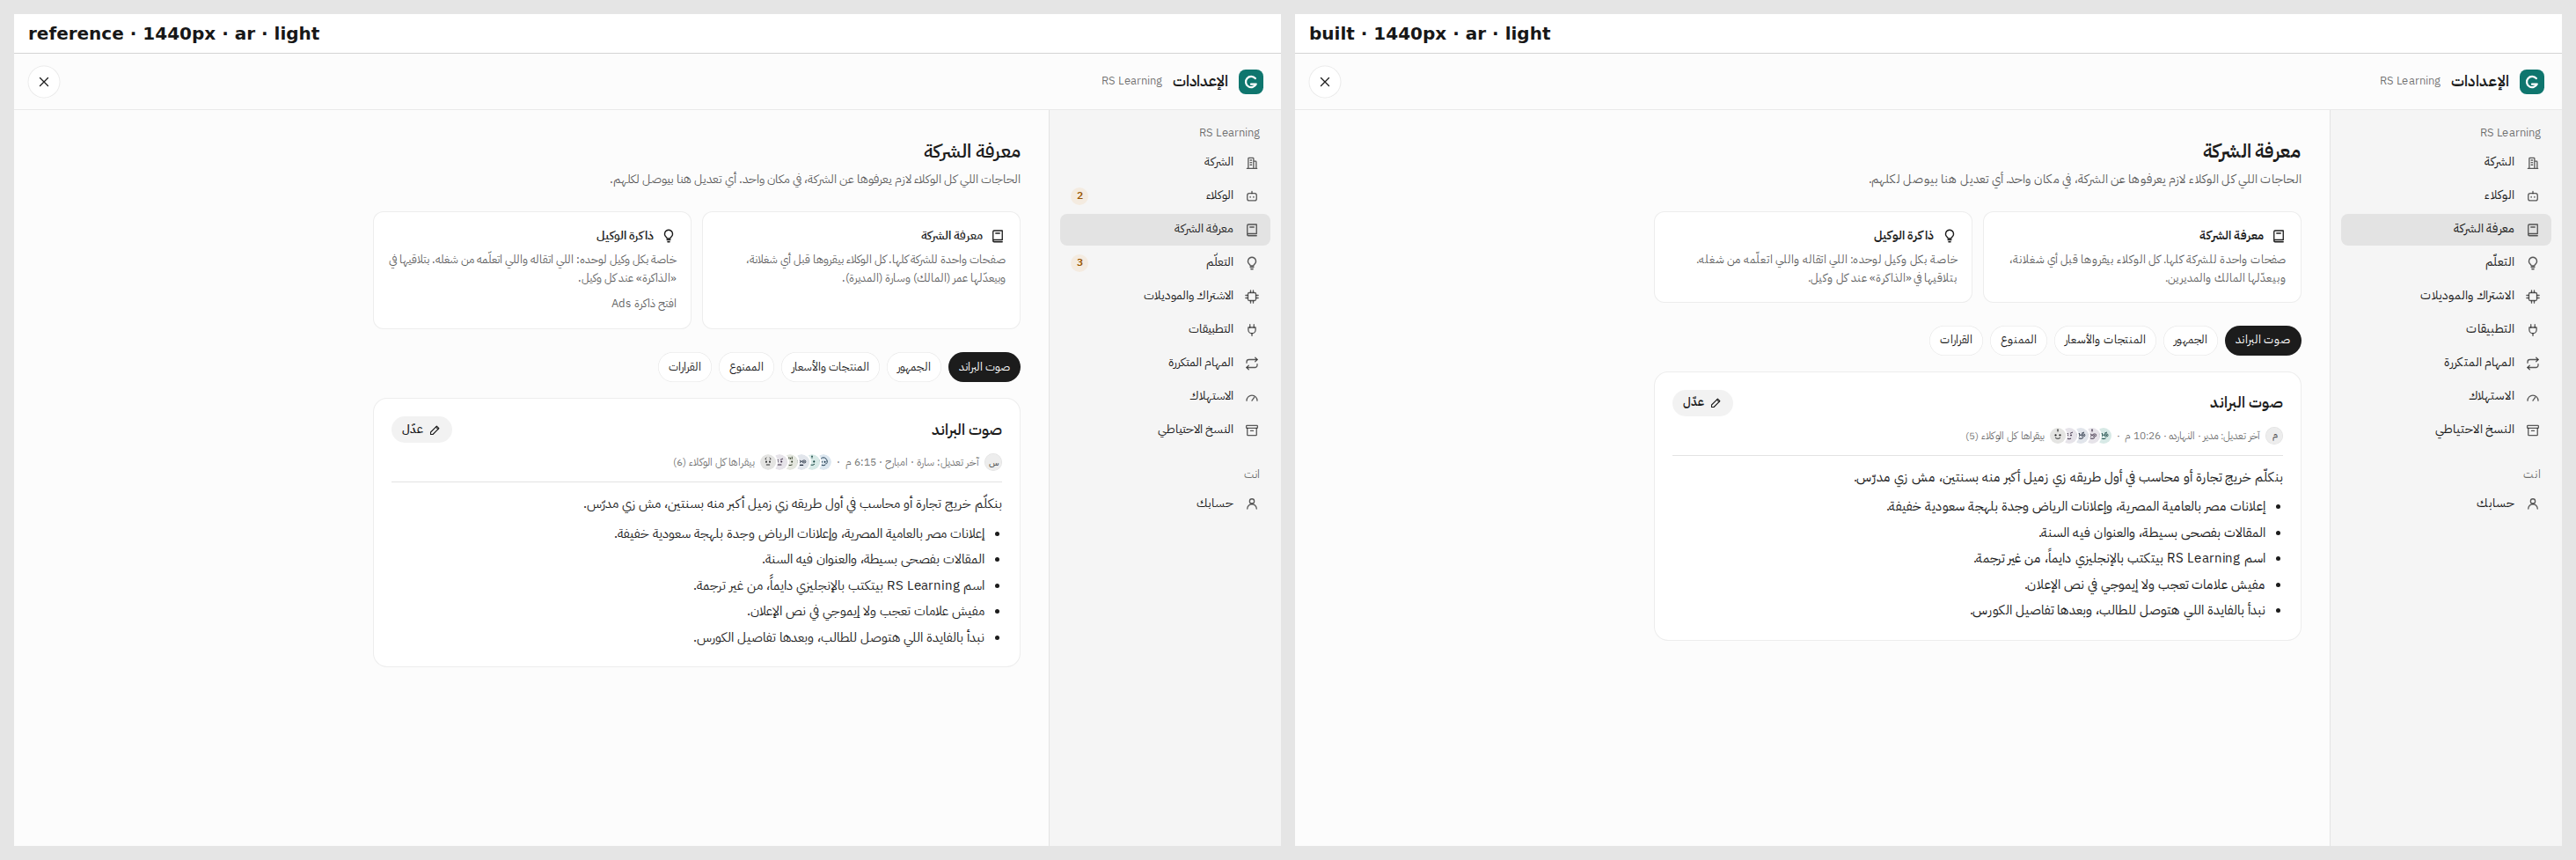 reference · 1440px · ar · light
الإعدادات RS Learning
RS Learning
الشركة
الوكلاء 2
معرفة الشركة
التعلّم 3
الاشتراك والموديلات
التطبيقات
المهام المتكررة
الاستهلاك
النسخ الاحتياطي
انت
حسابك
معرفة الشركة
الحاجات اللي كل الوكلاء لازم يعرفوها عن الشركة، في مكان واحد. أي تعديل هنا بيوصل لكلهم.
معرفة الشركة
صفحات واحدة للشركة كلها. كل الوكلاء بيقروها قبل أي شغلانة،
وبيعدّلها عمر (المالك) وسارة (المديرة).
ذاكرة الوكيل
خاصة بكل وكيل لوحده: اللي اتقاله واللي اتعلّمه من شغله. بتلاقيها في
«الذاكرة» عند كل وكيل.
افتح ذاكرة Ads
صوت البراند
الجمهور
المنتجات والأسعار
الممنوع
القرارات
صوت البراند
عدّل
س آخر تعديل: سارة · امبارح · 6:15 م · بيقراها كل الوكلاء (6)
بنكلّم خريج تجارة أو محاسب في أول طريقه زي زميل أكبر منه بسنتين، مش زي مدرّس.
• إعلانات مصر بالعامية المصرية، وإعلانات الرياض وجدة بلهجة سعودية خفيفة.
• المقالات بفصحى بسيطة، والعنوان فيه السنة.
• اسم RS Learning بيتكتب بالإنجليزي دايماً، من غير ترجمة.
• مفيش علامات تعجب ولا إيموجي في نص الإعلان.
• نبدأ بالفايدة اللي هتوصل للطالب، وبعدها تفاصيل الكورس.
built · 1440px · ar · light
الإعدادات RS Learning
RS Learning
الشركة
الوكلاء
معرفة الشركة
التعلّم
الاشتراك والموديلات
التطبيقات
المهام المتكررة
الاستهلاك
النسخ الاحتياطي
انت
حسابك
معرفة الشركة
الحاجات اللي كل الوكلاء لازم يعرفوها عن الشركة، في مكان واحد. أي تعديل هنا بيوصل لكلهم.
معرفة الشركة
صفحات واحدة للشركة كلها. كل الوكلاء بيقروها قبل أي شغلانة،
وبيعدّلها المالك والمديرين.
ذاكرة الوكيل
خاصة بكل وكيل لوحده: اللي اتقاله واللي اتعلّمه من شغله.
بتلاقيها في «الذاكرة» عند كل وكيل.
صوت البراند
الجمهور
المنتجات والأسعار
الممنوع
القرارات
صوت البراند
عدّل
م آخر تعديل: مدير · النهارده · 10:26 م · بيقراها كل الوكلاء (5)
بنكلّم خريج تجارة أو محاسب في أول طريقه زي زميل أكبر منه بسنتين، مش زي مدرّس.
• إعلانات مصر بالعامية المصرية، وإعلانات الرياض وجدة بلهجة سعودية خفيفة.
• المقالات بفصحى بسيطة، والعنوان فيه السنة.
• اسم RS Learning بيتكتب بالإنجليزي دايماً، من غير ترجمة.
• مفيش علامات تعجب ولا إيموجي في نص الإعلان.
• نبدأ بالفايدة اللي هتوصل للطالب، وبعدها تفاصيل الكورس.